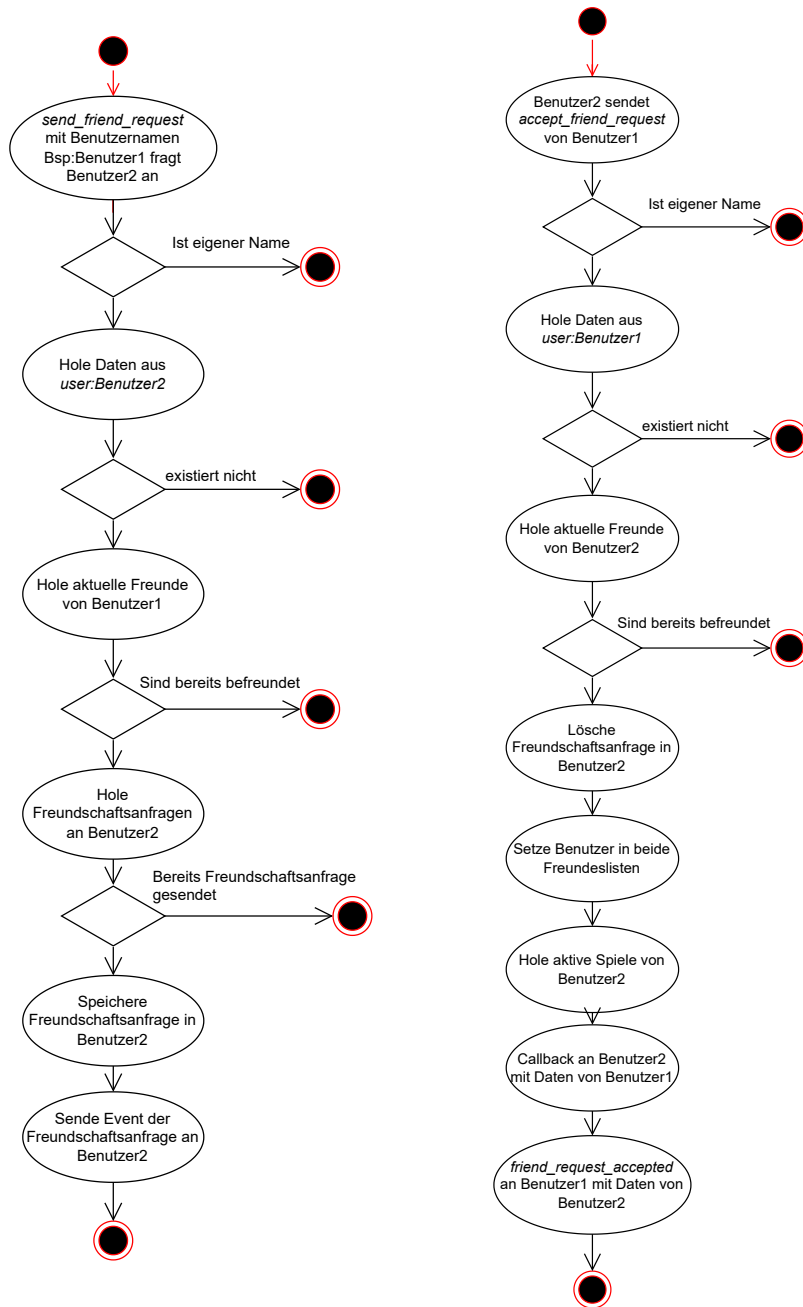 send_friend_request
mit Benutzernamen
Bsp:Benutzer1 fragt
Benutzer2 an
Ist eigener Name
Hole Daten aus
user:Benutzer2
existiert nicht
Hole aktuelle Freunde
von Benutzer1
Sind bereits befreundet
Hole
Freundschaftsanfragen
an Benutzer2
Bereits Freundschaftsanfrage
gesendet
Speichere
Freundschaftsanfrage in
Benutzer2
Sende Event der
Freundschaftsanfrage an
Benutzer2
Benutzer2 sendet
accept_friend_request
von Benutzer1
Ist eigener Name
Hole Daten aus
user:Benutzer1
existiert nicht
Hole aktuelle Freunde
von Benutzer2
Sind bereits befreundet
Lösche
Freundschaftsanfrage in
Benutzer2
Setze Benutzer in beide
Freundeslisten
Hole aktive Spiele von
Benutzer2
Callback an Benutzer2
mit Daten von Benutzer1
friend_request_accepted
an Benutzer1 mit Daten von
Benutzer2